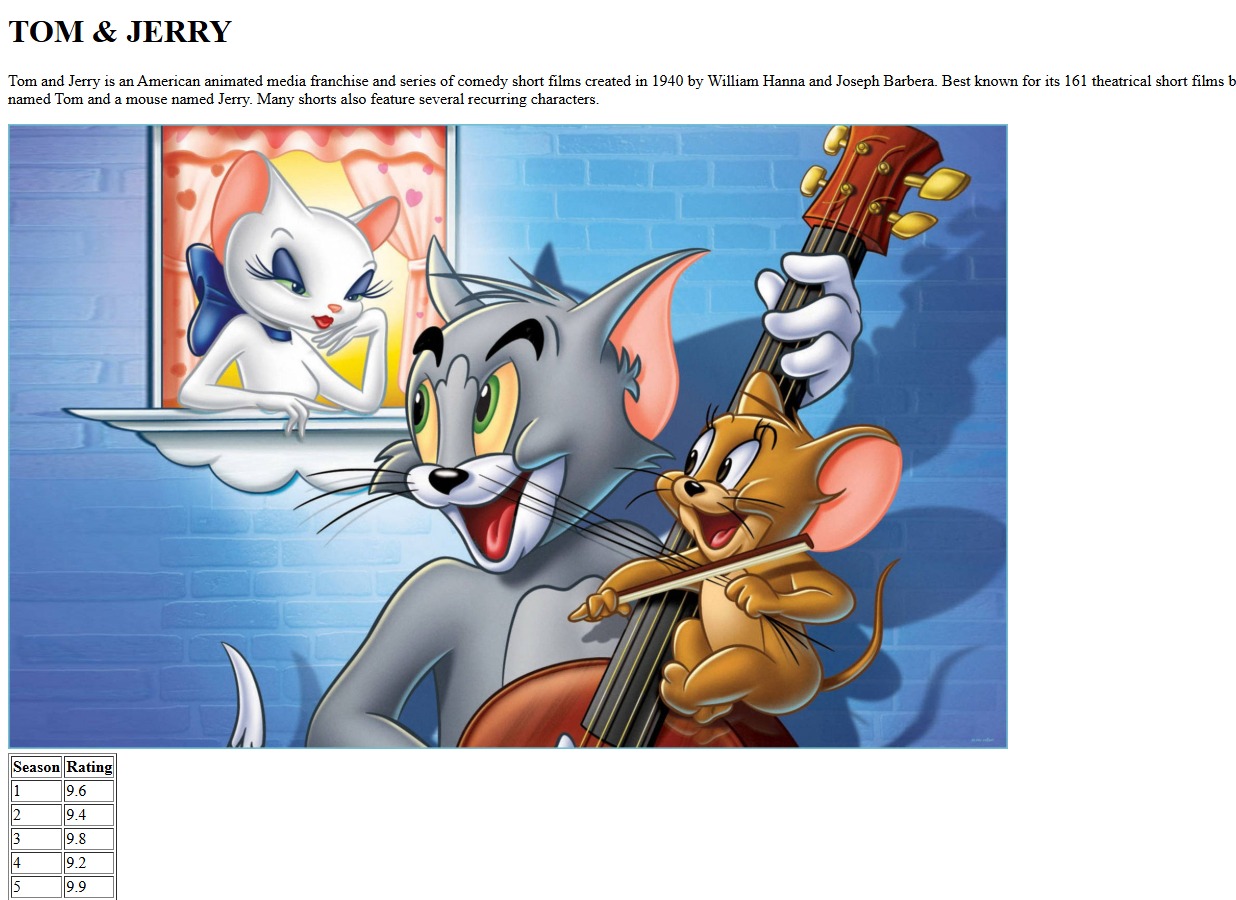 TOM & JERRY
Tom and Jerry is an American animated media franchise and series of comedy short films created in 1940 by William Hanna and Joseph Barbera. Best known for its 161 theatrical short films b
named Tom and a mouse named Jerry. Many shorts also feature several recurring characters.
Season Rating
1 9.6
2 9.4
3 9.8
4 9.2
5 9.9